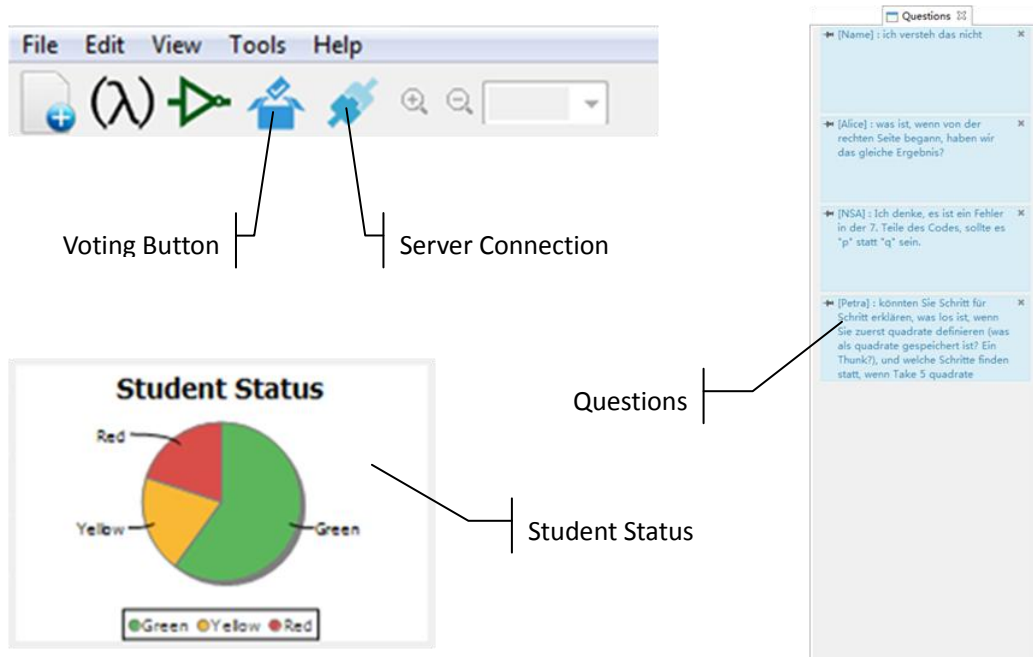 File Edit View Tools Help
(λ)
Voting Button
Server Connection
Student Status
Red
Yellow
Green
Green Yellow Red
Student Status
Questions
Questions
[Name] : ich versteh das nicht
[Alice] : was ist, wenn von der
rechten Seite begann, haben wir
das gleiche Ergebnis?
[NSA] : Ich denke, es ist ein Fehler
in der 7. Teile des Codes, sollte es
"p" statt "q" sein.
[Petra] : könnten Sie Schritt für
Schritt erklären, was los ist, wenn
Sie zuerst quadrate definieren (was
als quadrate gespeichert ist? Ein
Thunk?), und welche Schritte finden
statt, wenn Take 5 quadrate